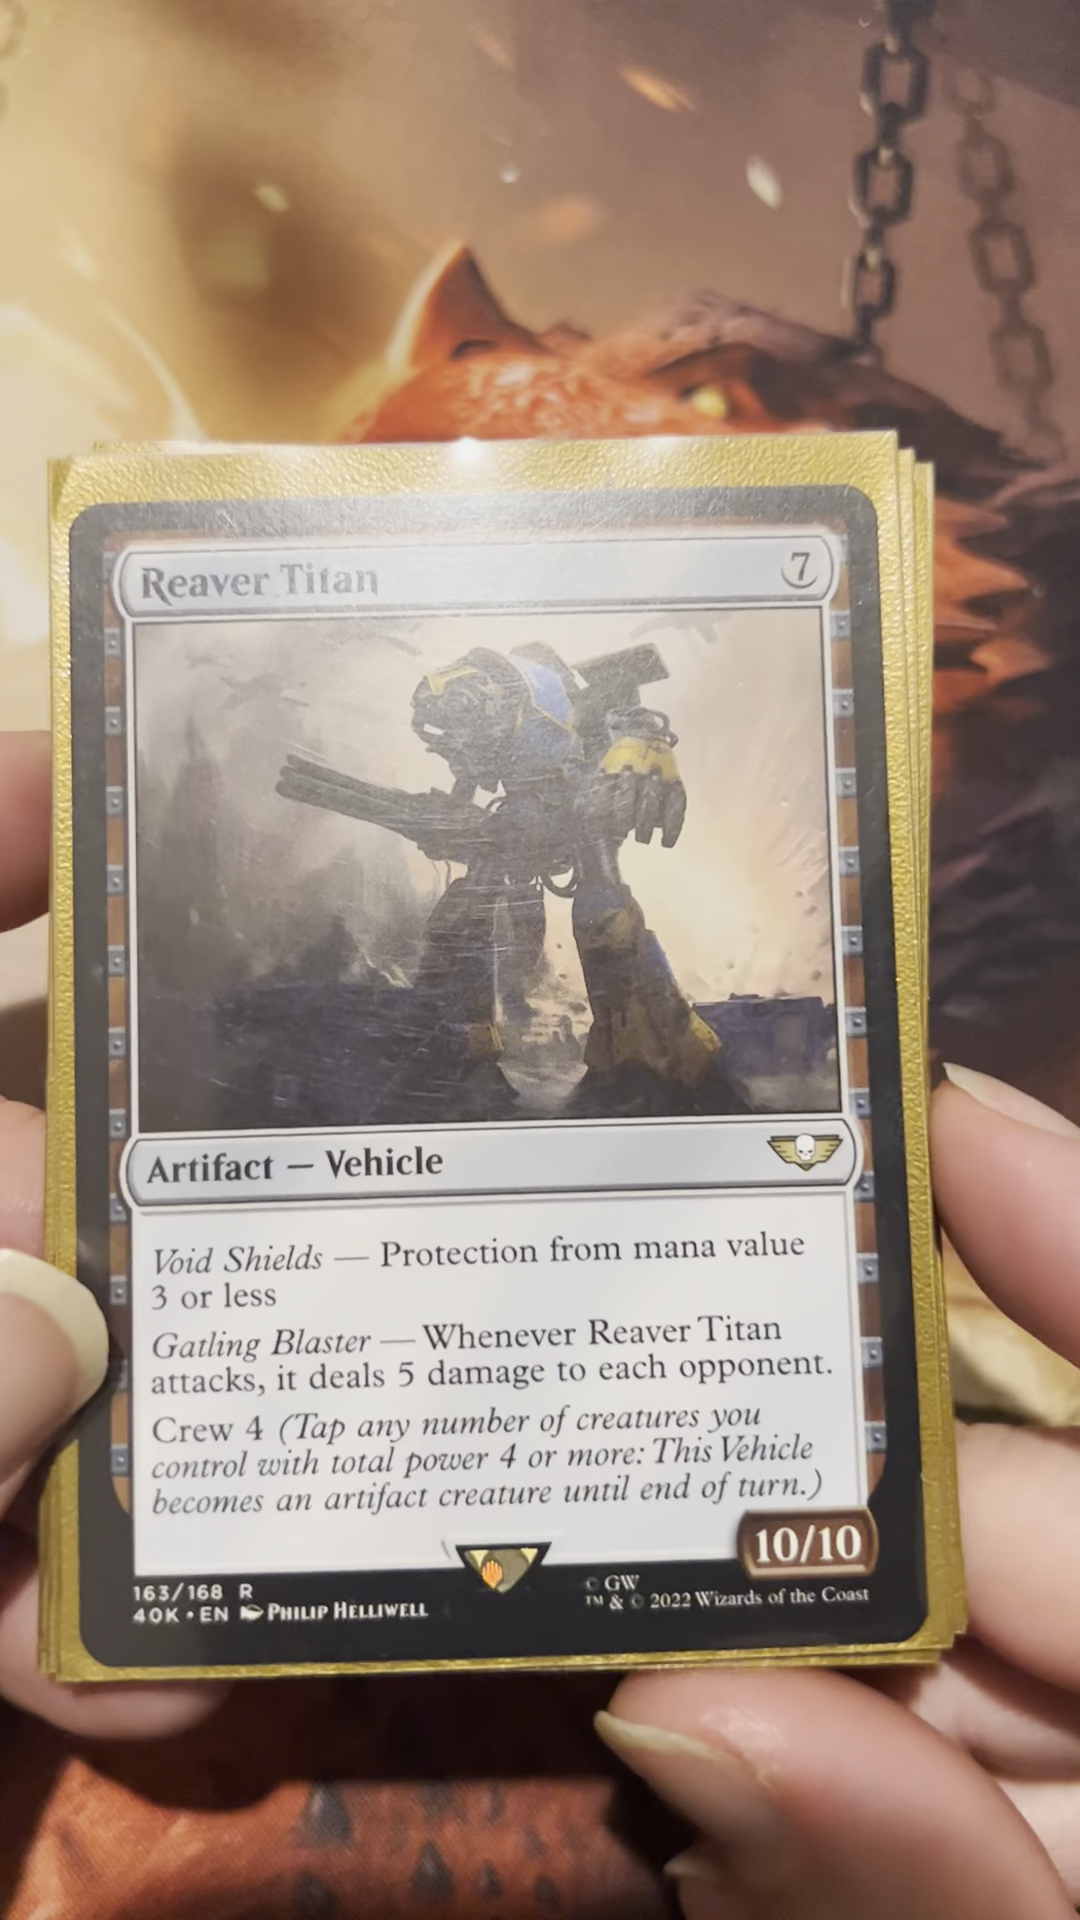 Reaver Titan 7
Artifact — Vehicle
Void Shields — Protection from mana value
3 or less
Gatling Blaster — Whenever Reaver Titan
attacks, it deals 5 damage to each opponent.
Crew 4 (Tap any number of creatures you
control with total power 4 or more: This Vehicle
becomes an artifact creature until end of turn.)
10/10
163/168 R
40K • EN PHILIP HELLIWELL
© GW
™ & © 2022 Wizards of the Coast